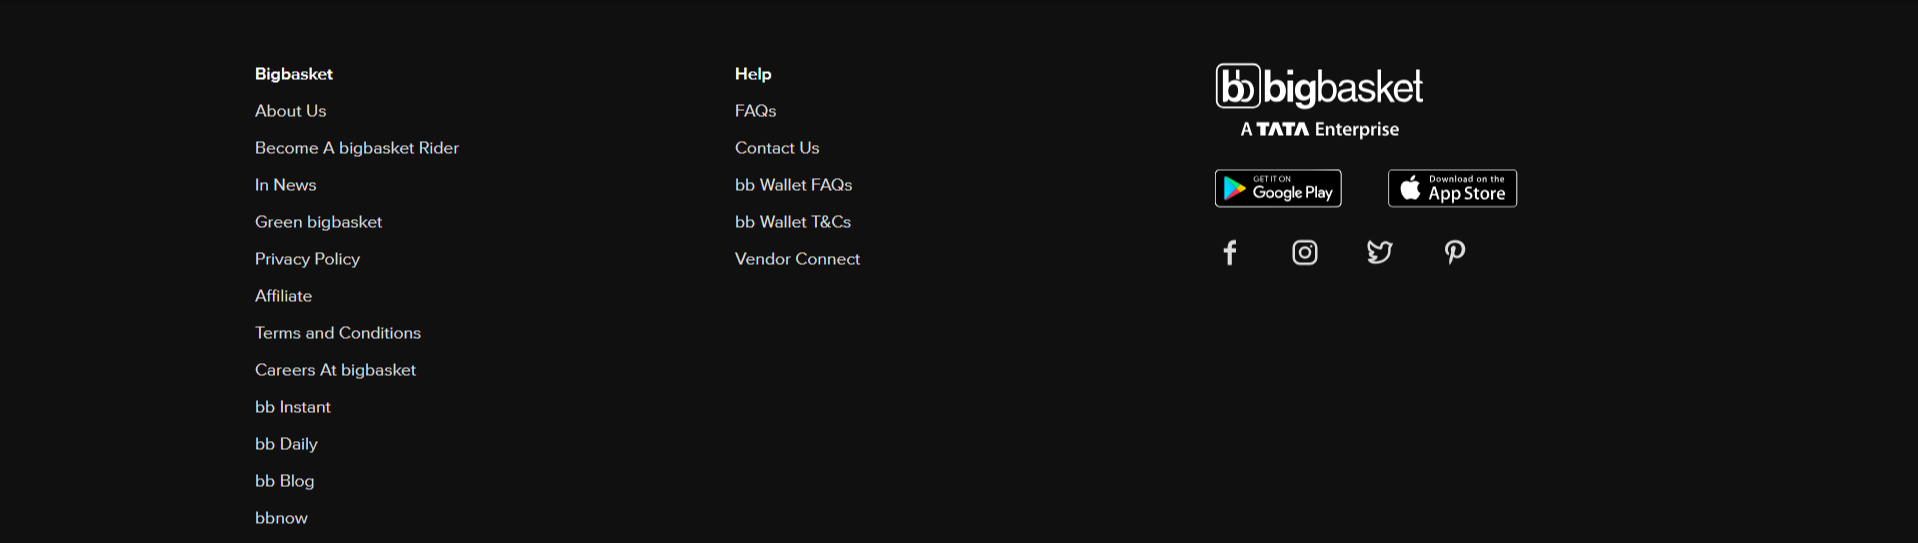 Bigbasket
About Us
Become A bigbasket Rider
In News
Green bigbasket
Privacy Policy
Affiliate
Terms and Conditions
Careers At bigbasket
bb Instant
bb Daily
bb Blog
bbnow
Help
FAQs
Contact Us
bb Wallet FAQs
bb Wallet T&Cs
Vendor Connect
bb bigbasket
A TATA Enterprise
GET IT ON
Google Play
Download on the
App Store